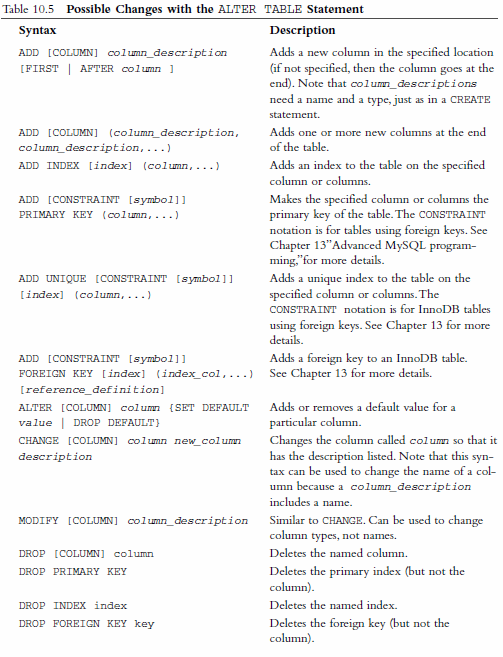 Table 10.5 Possible Changes with the ALTER TABLE Statement
Syntax Description
ADD [COLUMN] column_description
[FIRST | AFTER column ]
Adds a new column in the specified location
(if not specified, then the column goes at the
end). Note that column_descriptions
need a name and a type, just as in a CREATE
statement.
ADD [COLUMN] (column_description,
column_description,...)
Adds one or more new columns at the end
of the table.
ADD INDEX [index] (column,...)
Adds an index to the table on the specified
column or columns.
ADD [CONSTRAINT [symbol]]
PRIMARY KEY (column,...)
Makes the specified column or columns the
primary key of the table. The CONSTRAINT
notation is for tables using foreign keys. See
Chapter 13”Advanced MySQL program-
ming,”for more details.
ADD UNIQUE [CONSTRAINT [symbol]]
[index] (column,...)
Adds a unique index to the table on the
specified column or columns. The
CONSTRAINT notation is for InnoDB tables
using foreign keys. See Chapter 13 for more
details.
ADD [CONSTRAINT [symbol]]
FOREIGN KEY [index] (index_col,...)
[reference_definition]
Adds a foreign key to an InnoDB table.
See Chapter 13 for more details.
ALTER [COLUMN] column {SET DEFAULT
value | DROP DEFAULT}
Adds or removes a default value for a
particular column.
CHANGE [COLUMN] column new_column
description
Changes the column called column so that it
has the description listed. Note that this syn-
tax can be used to change the name of a col-
umn because a column_description
includes a name.
MODIFY [COLUMN] column_description
Similar to CHANGE. Can be used to change
column types, not names.
DROP [COLUMN] column
Deletes the named column.
DROP PRIMARY KEY
Deletes the primary index (but not the
column).
DROP INDEX index
Deletes the named index.
DROP FOREIGN KEY key
Deletes the foreign key (but not the
column).